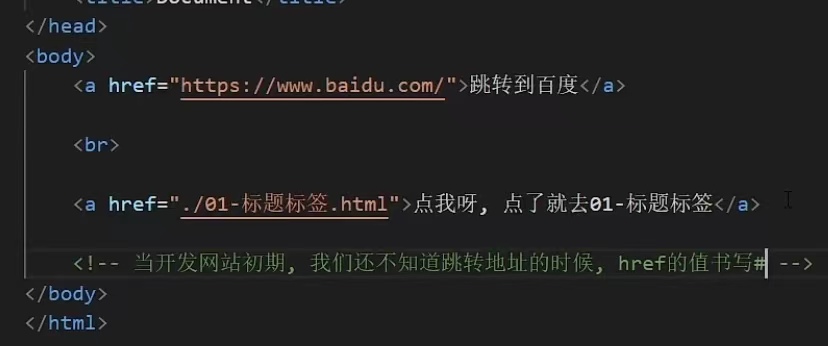 <title>Document</title>
</head>
<body>
<a href="https://www.baidu.com/">跳转到百度</a>
<br>
<a href="./01-标题标签.html">点我呀, 点了就去01-标题标签</a>
<!-- 当开发网站初期, 我们还不知道跳转地址的时候, href的值书写# -->
</body>
</html>